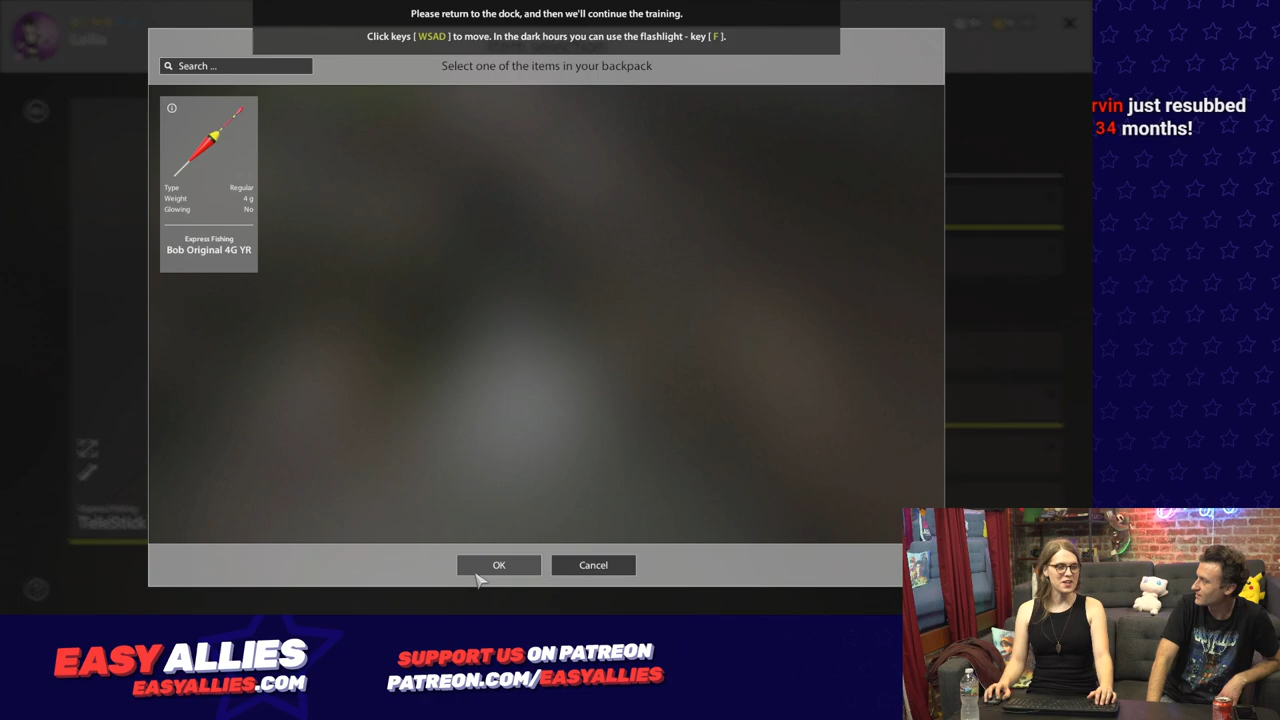 Please return to the dock, and then we'll continue the training.
Click keys [ WSAD ] to move. In the dark hours you can use the flashlight - key [ F ].
Search ...
Select one of the items in your backpack
Type Regular
Weight 4 g
Glowing No
Express Fishing
Bob Original 4G YR
OK
Cancel
TeleStick
just resubbed
34 months!
EASY ALLIES
EASYALLIES.COM
SUPPORT US ON PATREON
PATREON.COM/EASYALLIES